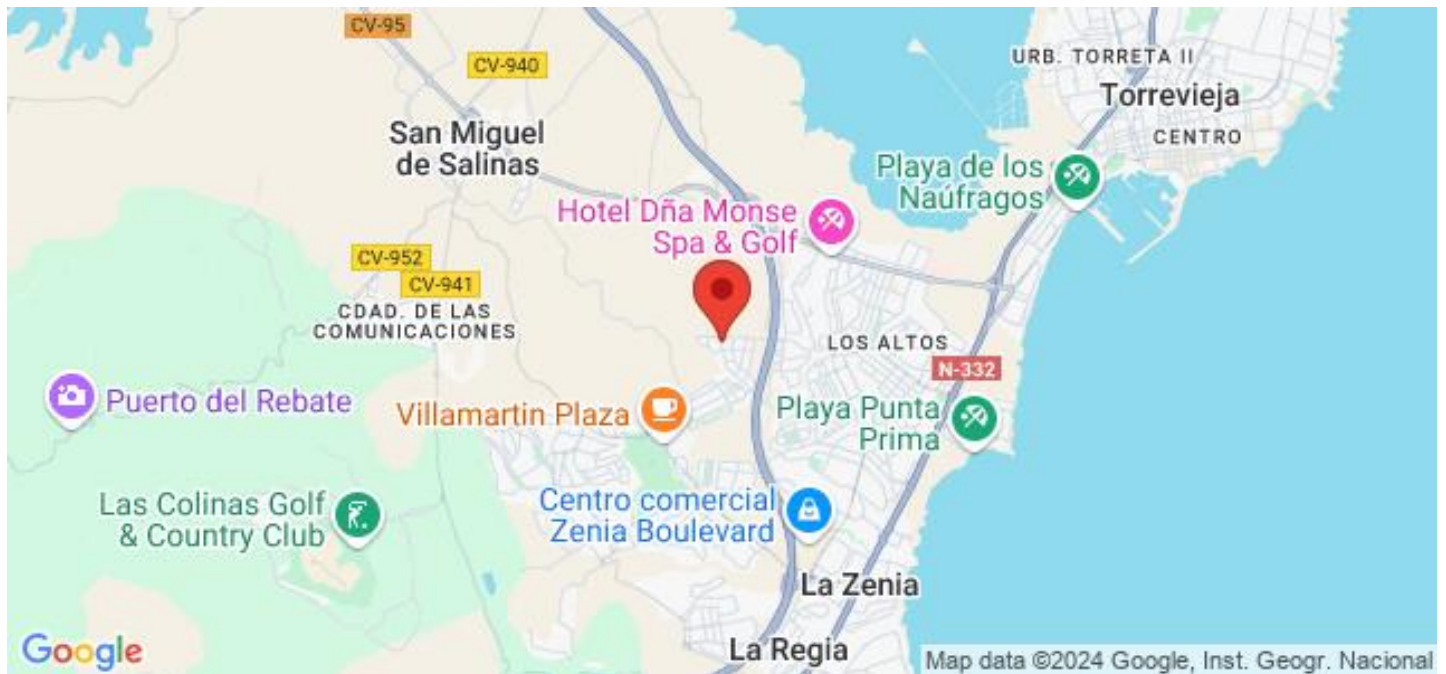 CV-95
CV-940
URB. TORRETA II
Torrevieja
CENTRO
San Miguel
de Salinas
Playa de los
Naúfragos
Hotel Dña Monse
Spa & Golf
CV-952
CV-941
CDAD. DE LAS
COMUNICACIONES
LOS ALTOS
N-332
Puerto del Rebate
Villamartin Plaza
Playa Punta
Prima
Las Colinas Golf
& Country Club
Centro comercial
Zenia Boulevard
La Zenia
La Regia
Google
Map data ©2024 Google, Inst. Geogr. Nacional